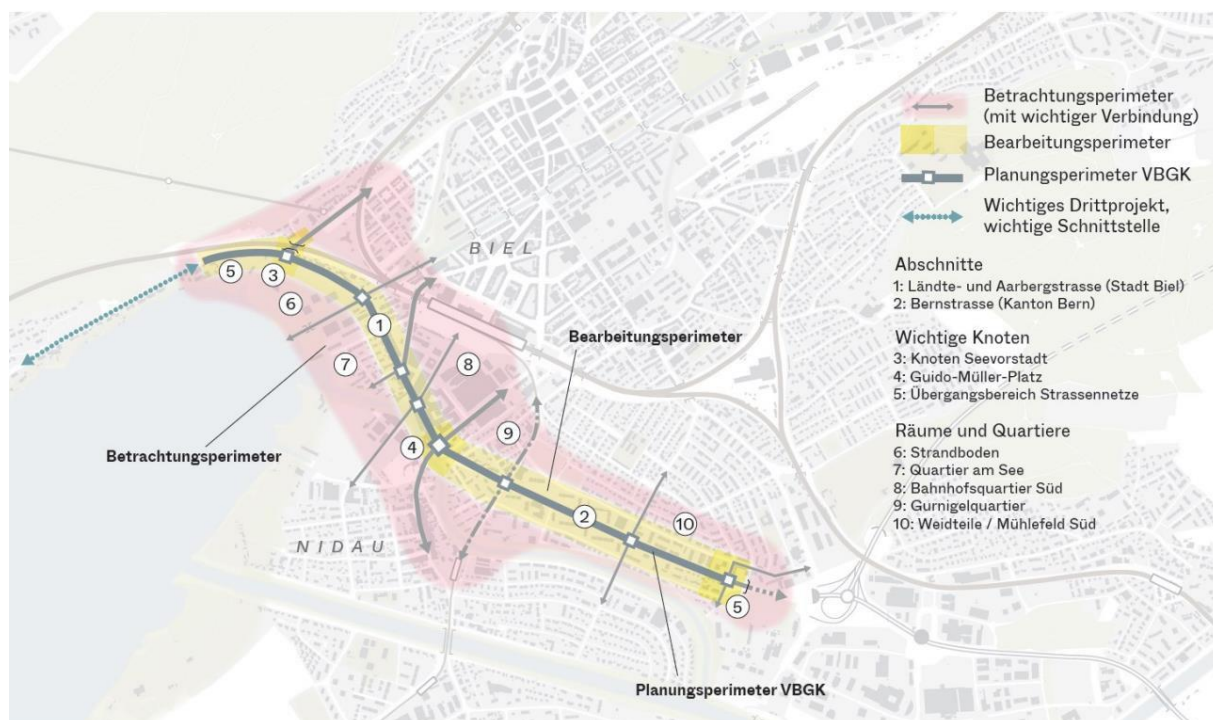 Betrachtungsperimeter
(mit wichtiger Verbindung)
Bearbeitungsperimeter
Planungsperimeter VBGK
Wichtiges Drittprojekt,
wichtige Schnittstelle
Abschnitte
1: Ländte- und Aarbergstrasse (Stadt Biel)
2: Bernstrasse (Kanton Bern)
Wichtige Knoten
3: Knoten Seevorstadt
4: Guido-Müller-Platz
5: Übergangsbereich Strassennetze
Räume und Quartiere
6: Strandboden
7: Quartier am See
8: Bahnhofsquartier Süd
9: Gurnigelquartier
10: Weidteile / Mühlefeld Süd
BIEL
5
3
6
1
Bearbeitungsperimeter
7
8
Betrachtungsperimeter
4
9
2
10
NIDAU
5
Planungsperimeter VBGK